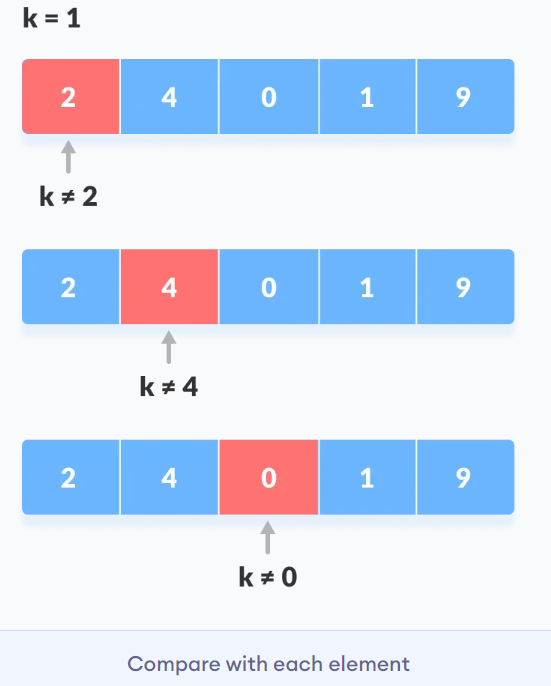 k = 1
2 4 0 1 9
k ≠ 2
2 4 0 1 9
k ≠ 4
2 4 0 1 9
k ≠ 0
Compare with each element